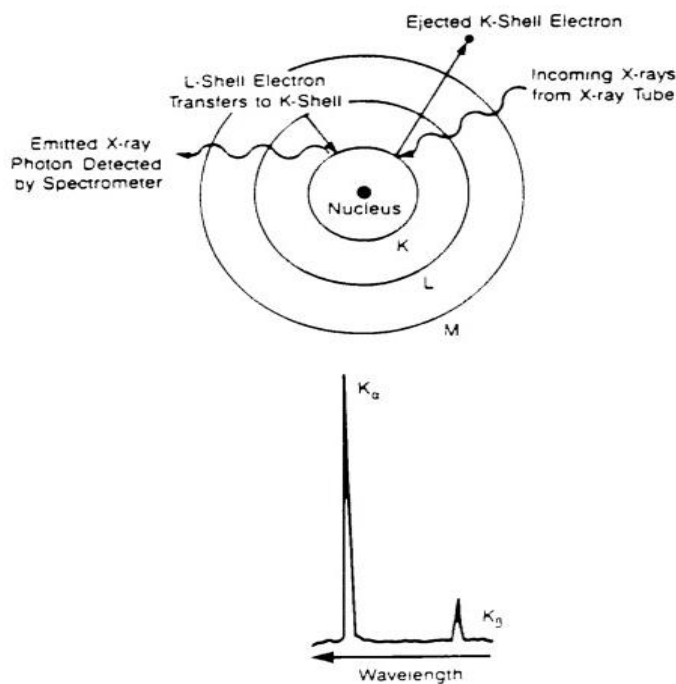 Ejected K-Shell Electron
L-Shell Electron
Transfers to K-Shell
Incoming X-rays
from X-ray Tube
Emitted X-ray
Photon Detected
by Spectrometer
Nucleus
K
L
M
Kα
Kβ
Wavelength